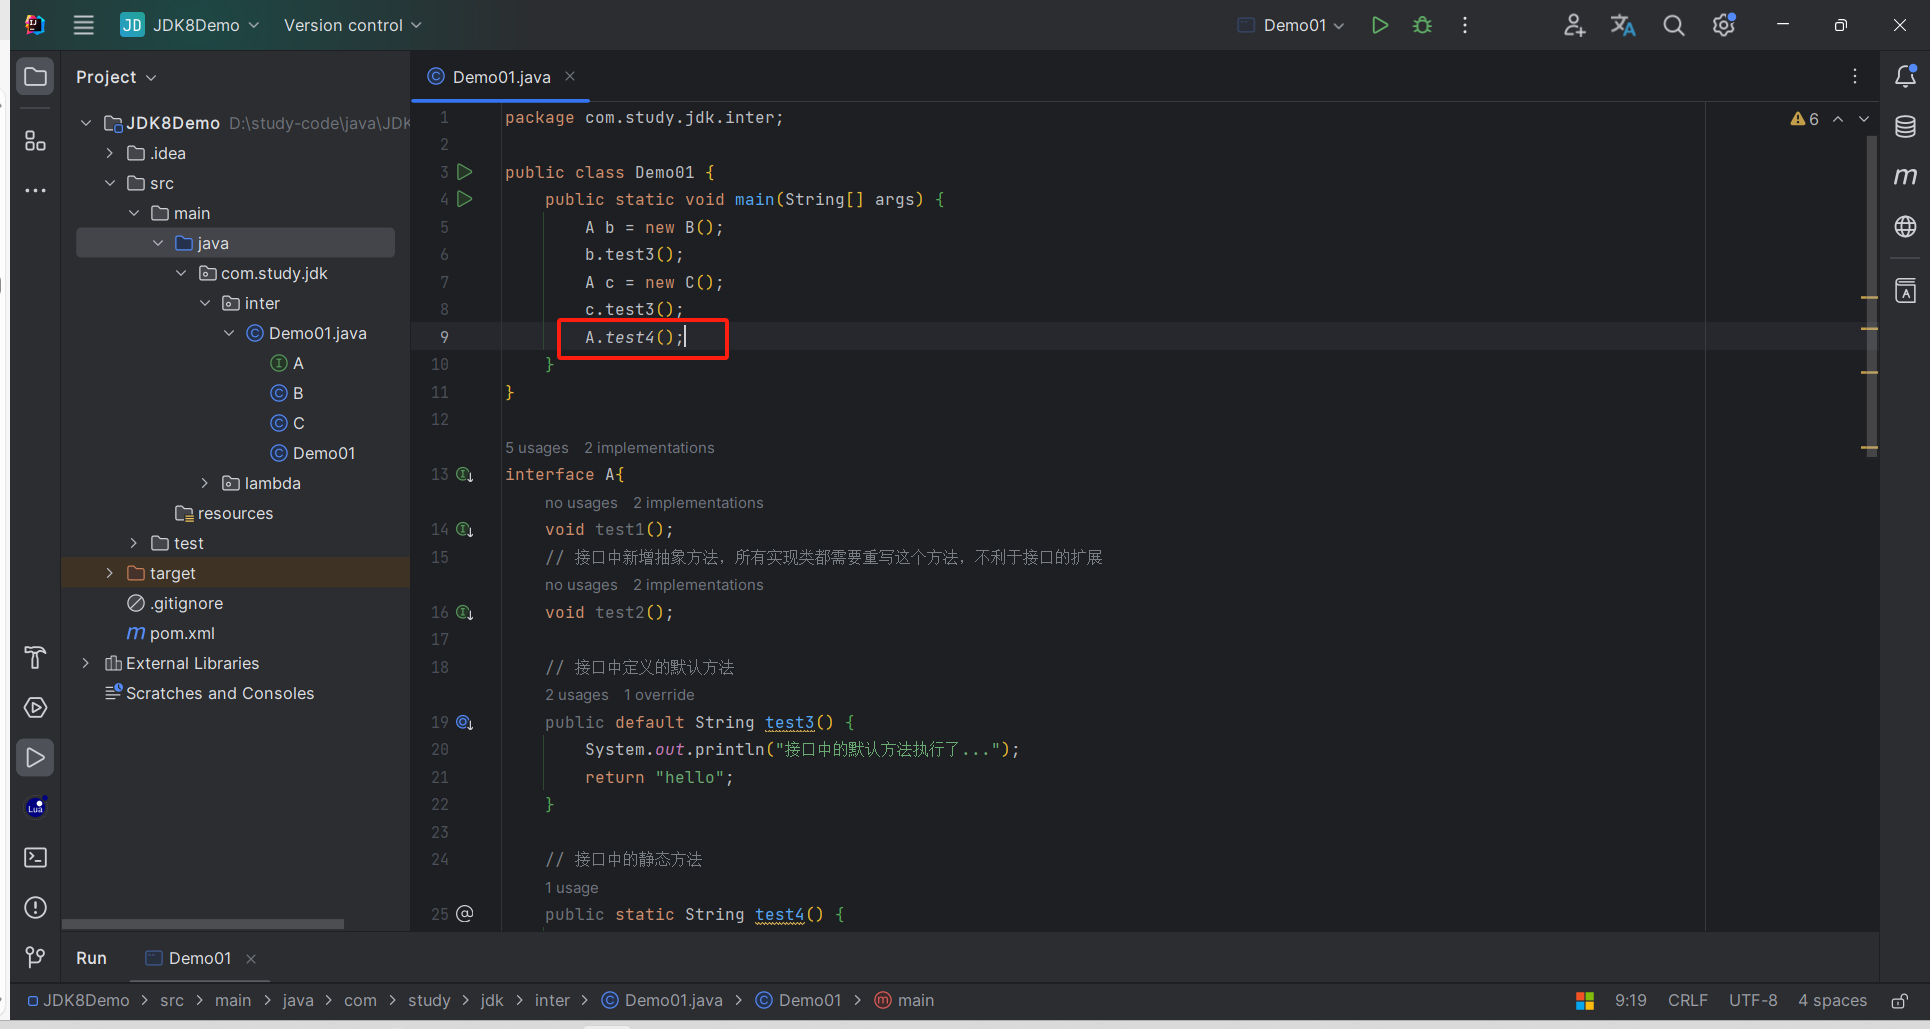 JD JDK8Demo Version control Demo01
Project
Demo01.java
JDK8Demo D:\study-code\java\JDK
.idea
src
main
java
com.study.jdk
inter
Demo01.java
A
B
C
Demo01
lambda
resources
test
target
.gitignore
pom.xml
External Libraries
Scratches and Consoles
6
1 package com.study.jdk.inter;
2
3 public class Demo01 {
4 public static void main(String[] args) {
5 A b = new B();
6 b.test3();
7 A c = new C();
8 c.test3();
9 A.test4();
10 }
11 }
12
5 usages 2 implementations
13 interface A{
no usages 2 implementations
14 void test1();
15 // 接口中新增抽象方法，所有实现类都需要重写这个方法，不利于接口的扩展
no usages 2 implementations
16 void test2();
17
18 // 接口中定义的默认方法
2 usages 1 override
19 public default String test3() {
20 System.out.println("接口中的默认方法执行了...");
21 return "hello";
22 }
23
24 // 接口中的静态方法
1 usage
25 public static String test4() {
Run Demo01
JDK8Demo > src > main > java > com > study > jdk > inter > Demo01.java > Demo01 > main
9:19 CRLF UTF-8 4 spaces